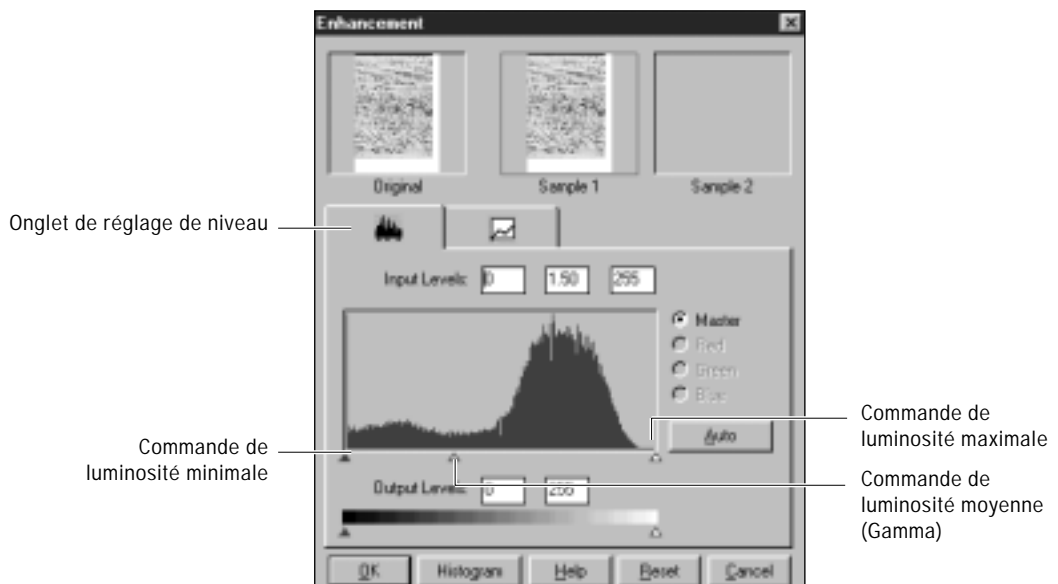 Enhancement
Original
Sample 1
Sample 2
Onglet de réglage de niveau
Input Levels: 0 1.50 255
Master
Red
Green
Blue
Auto
Commande de
luminosité maximale
Commande de
luminosité minimale
Commande de
luminosité moyenne
(Gamma)
Output Levels: 0 255
OK
Histogram
Help
Reset
Cancel